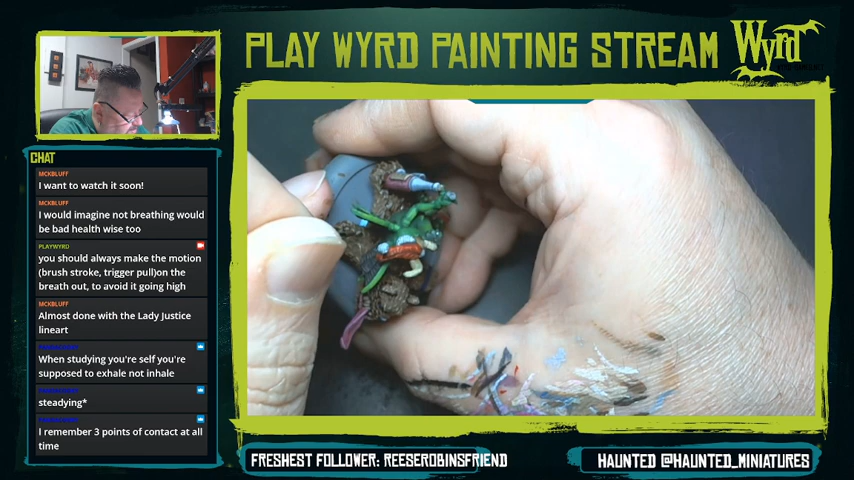 PLAY WYRD PAINTING STREAM
Wyrd
CHAT
MCKBLUFF
I want to watch it soon!
MCKBLUFF
I would imagine not breathing would
be bad health wise too
PLAYWYRD
you should always make the motion
(brush stroke, trigger pull)on the
breath out, to avoid it going high
MCKBLUFF
Almost done with the Lady Justice
lineart
When studying you're self you're
supposed to exhale not inhale
steadying*
I remember 3 points of contact at all
time
FRESHEST FOLLOWER: REESEROBINSFRIEND
HAUNTED @HAUNTED_MINIATURES